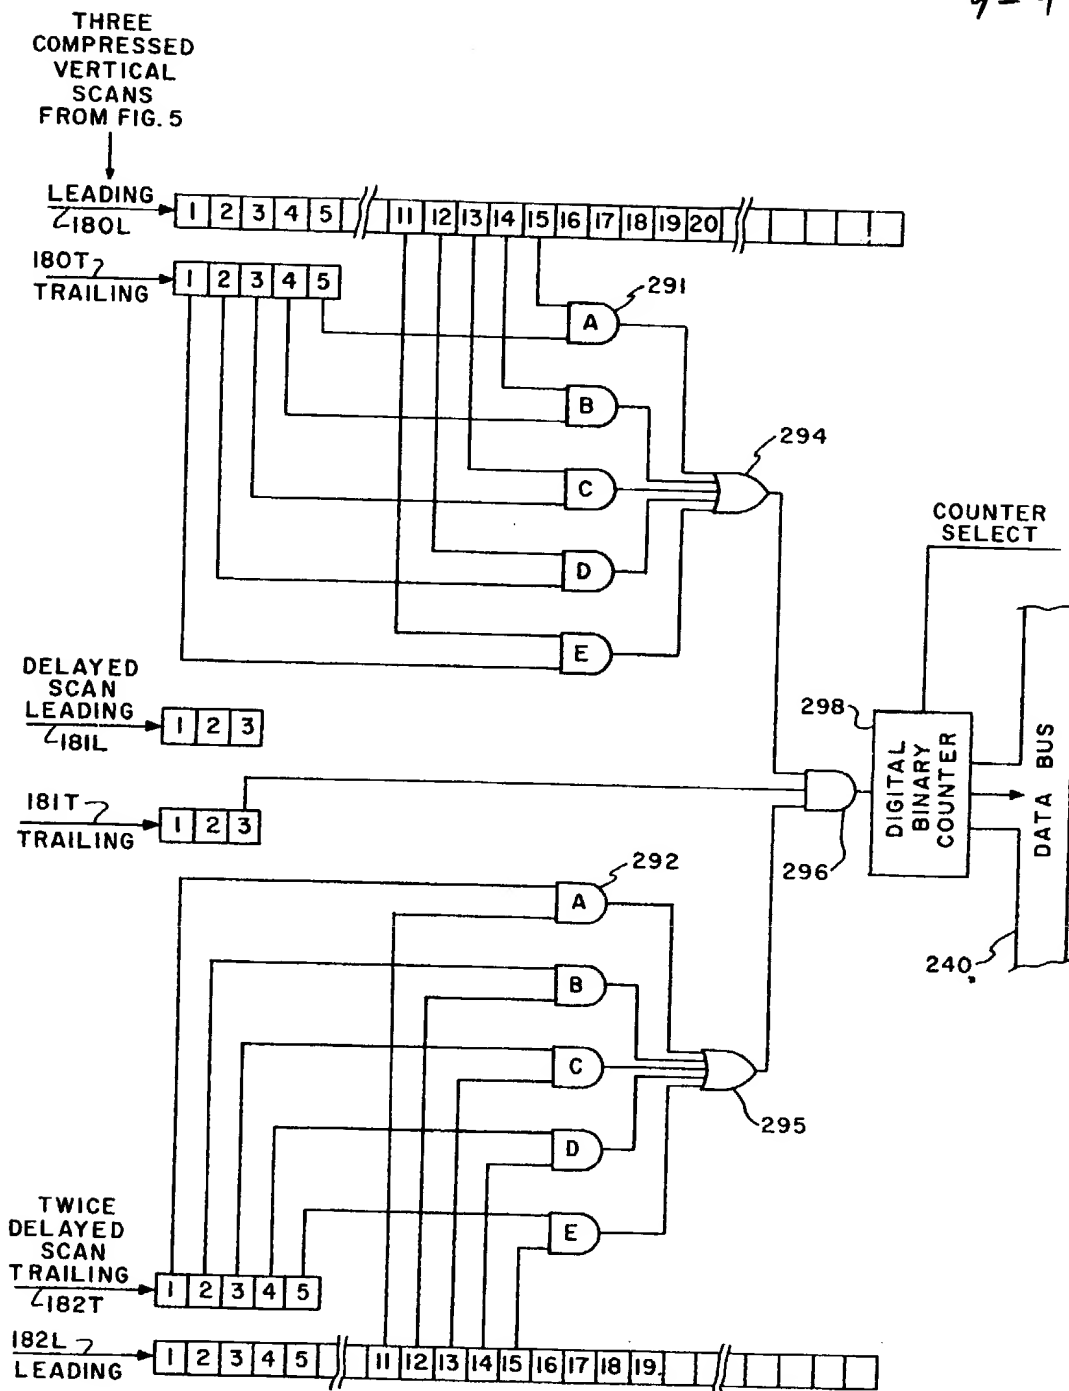 THREE
COMPRESSED
VERTICAL
SCANS
FROM FIG. 5
LEADING
180L
1 2 3 4 5 11 12 13 14 15 16 17 18 19 20
180T
TRAILING
1 2 3 4 5
291
A
B
C
D
E
294
COUNTER
SELECT
DELAYED
SCAN
LEADING
181L
1 2 3
181T
TRAILING
1 2 3
298
DIGITAL
BINARY
COUNTER
DATA BUS
296
240
292
A
B
C
D
E
295
TWICE
DELAYED
SCAN
TRAILING
182T
1 2 3 4 5
182L
LEADING
1 2 3 4 5 11 12 13 14 15 16 17 18 19.